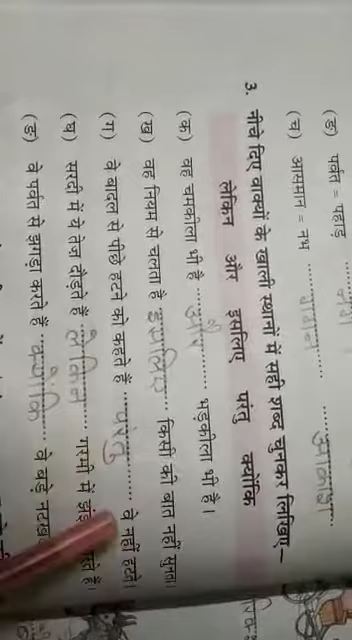 (ङ) पर्वत = पहाड़
(च) आसमान = नभ ........ गगन ........ आकाश ........
3. नीचे दिए वाक्यों के खाली स्थानों में सही शब्द चुनकर लिखिए–
लेकिन और इसलिए परंतु क्योंकि
(क) वह चमकीला भी है ........ और ........ भड़कीला भी है।
(ख) वह नियम से चलता है इसलिए ........ किसी की बात नहीं सुनता।
(ग) वे बादल से पीछे हटने को कहते हैं ........ परंतु ........ वे नहीं हटते।
(घ) सरदी में ये तेज दौड़ते हैं लेकिन ........ गरमी में
(ङ) वे पर्वत से झगड़ा करते हैं क्योंकि ........ वे बड़े